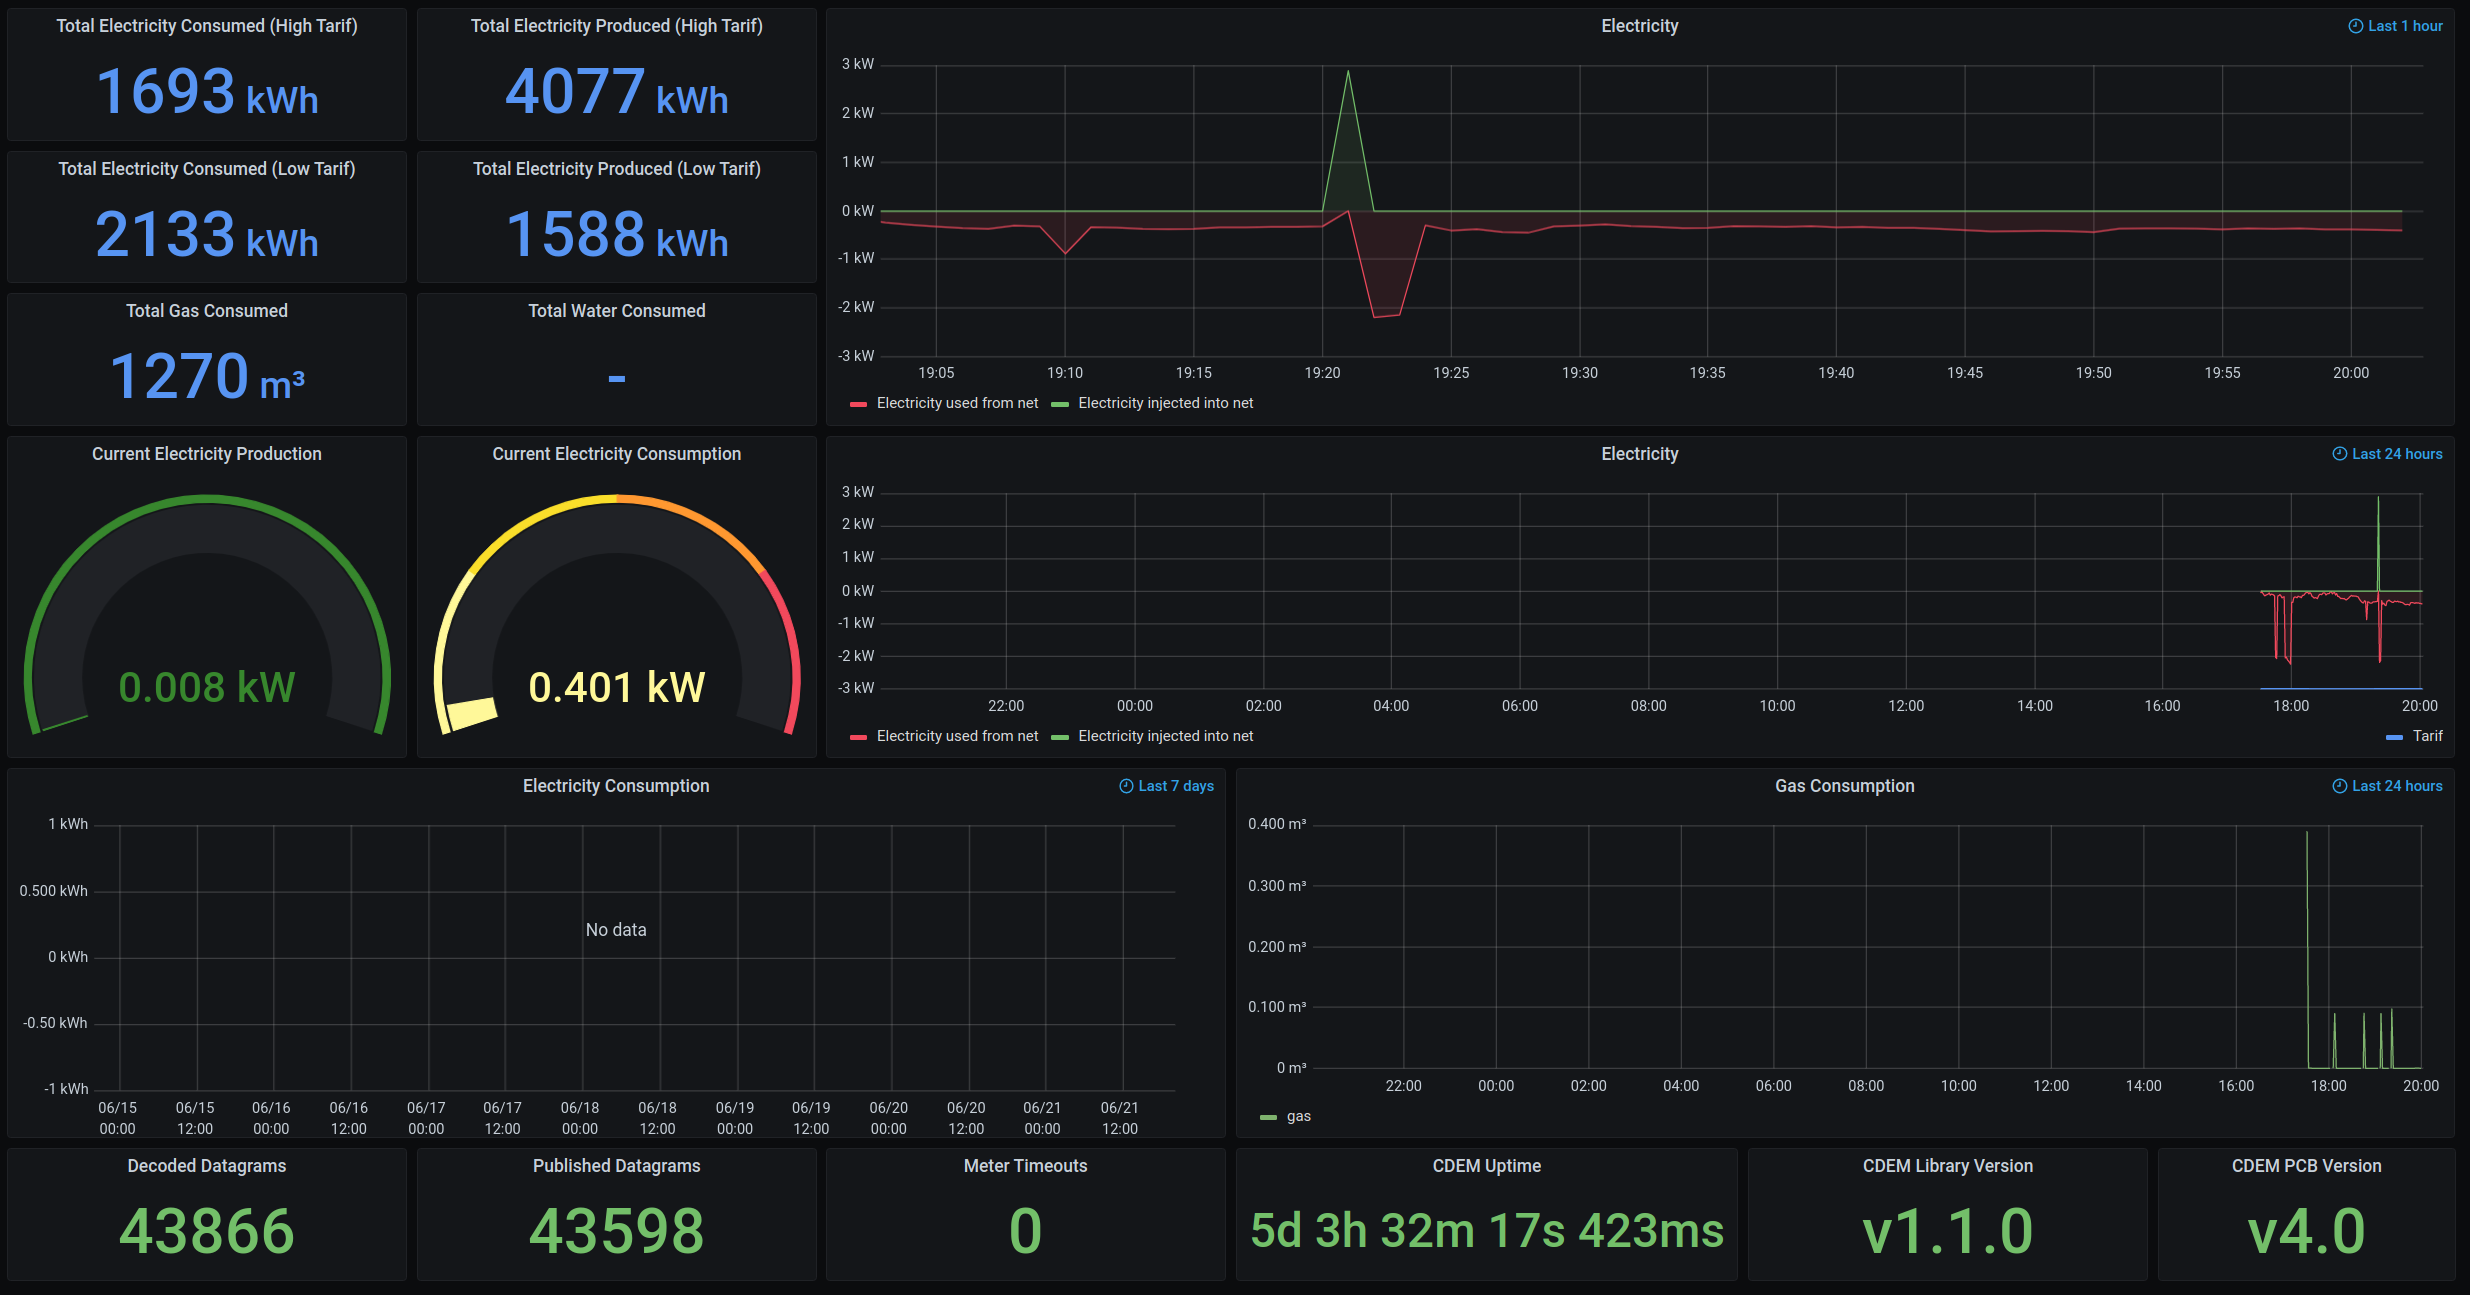 Total Electricity Consumed (High Tarif)
1693 kWh
Total Electricity Produced (High Tarif)
4077 kWh
Total Electricity Consumed (Low Tarif)
2133 kWh
Total Electricity Produced (Low Tarif)
1588 kWh
Total Gas Consumed
1270 m³
Total Water Consumed
-
Electricity
Last 1 hour
3 kW
2 kW
1 kW
0 kW
-1 kW
-2 kW
-3 kW
19:05 19:10 19:15 19:20 19:25 19:30 19:35 19:40 19:45 19:50 19:55 20:00
Electricity used from net Electricity injected into net
Current Electricity Production
0.008 kW
Current Electricity Consumption
0.401 kW
Electricity
Last 24 hours
3 kW
2 kW
1 kW
0 kW
-1 kW
-2 kW
-3 kW
22:00 00:00 02:00 04:00 06:00 08:00 10:00 12:00 14:00 16:00 18:00 20:00
Electricity used from net Electricity injected into net Tarif
Electricity Consumption
Last 7 days
1 kWh
0.500 kWh
0 kWh
-0.50 kWh
-1 kWh
No data
06/15 06/15 06/16 06/16 06/17 06/17 06/18 06/18 06/19 06/19 06/20 06/20 06/21 06/21
00:00 12:00 00:00 12:00 00:00 12:00 00:00 12:00 00:00 12:00 00:00 12:00 00:00 12:00
Gas Consumption
Last 24 hours
0.400 m³
0.300 m³
0.200 m³
0.100 m³
0 m³
22:00 00:00 02:00 04:00 06:00 08:00 10:00 12:00 14:00 16:00 18:00 20:00
gas
Decoded Datagrams
43866
Published Datagrams
43598
Meter Timeouts
0
CDEM Uptime
5d 3h 32m 17s 423ms
CDEM Library Version
v1.1.0
CDEM PCB Version
v4.0